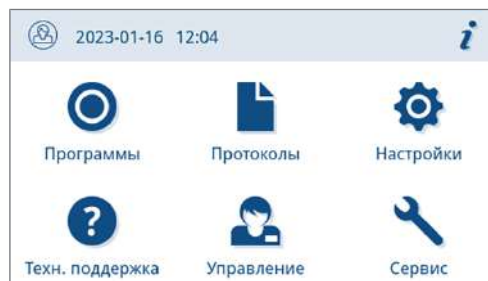 2023-01-16 12:04 i
Программы Протоколы Настройки
? Техн. поддержка Управление Сервис